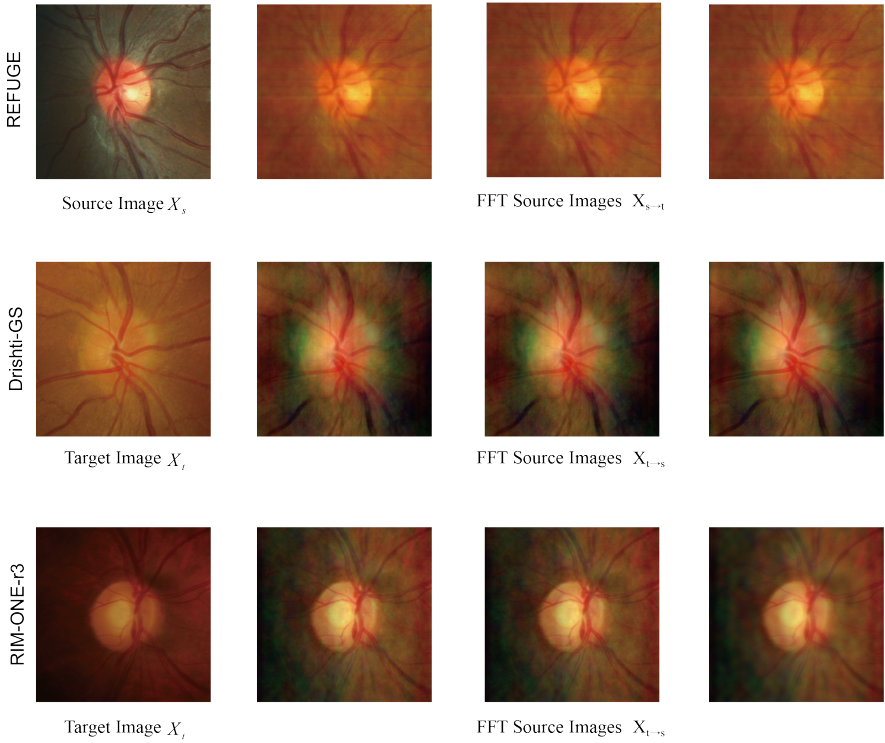 REFUGE
Source Image Xₛ
FFT Source Images Xₛ→ₜ
Drishti-GS
Target Image Xₜ
FFT Source Images Xₜ→ₛ
RIM-ONE-r3
Target Image Xₜ
FFT Source Images Xₜ→ₛ